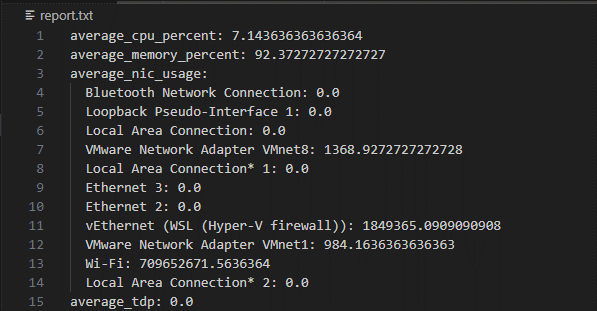 report.txt
1 average_cpu_percent: 7.143636363636364
2 average_memory_percent: 92.37272727272727
3 average_nic_usage:
4 Bluetooth Network Connection: 0.0
5 Loopback Pseudo-Interface 1: 0.0
6 Local Area Connection: 0.0
7 VMware Network Adapter VMnet8: 1368.9272727272728
8 Local Area Connection* 1: 0.0
9 Ethernet 3: 0.0
10 Ethernet 2: 0.0
11 vEthernet (WSL (Hyper-V firewall)): 1849365.0909090908
12 VMware Network Adapter VMnet1: 984.1636363636363
13 Wi-Fi: 709652671.5636364
14 Local Area Connection* 2: 0.0
15 average_tdp: 0.0